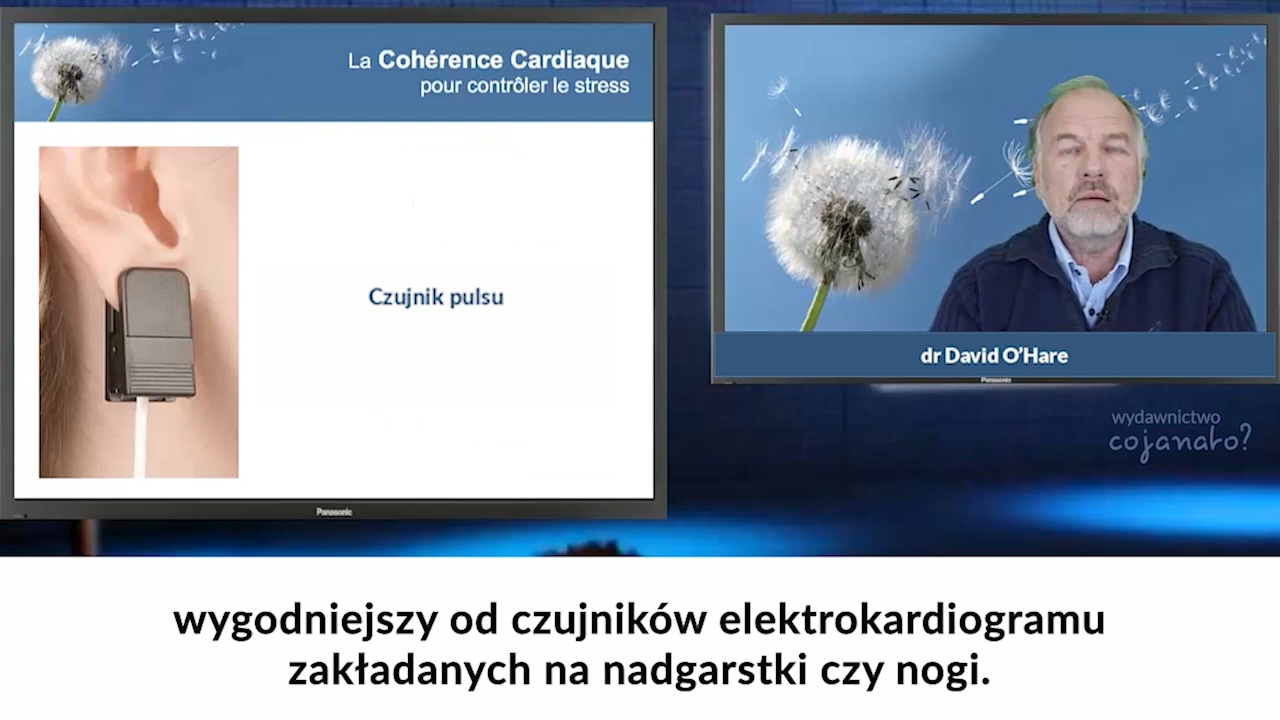 La Cohérence Cardiaque
pour contrôler le stress
Czujnik pulsu
Panasonic
dr David O’Hare
Panasonic
wydawnictwo
cojanato?
wygodniejszy od czujników elektrokardiogramu
zakładanych na nadgarstki czy nogi.